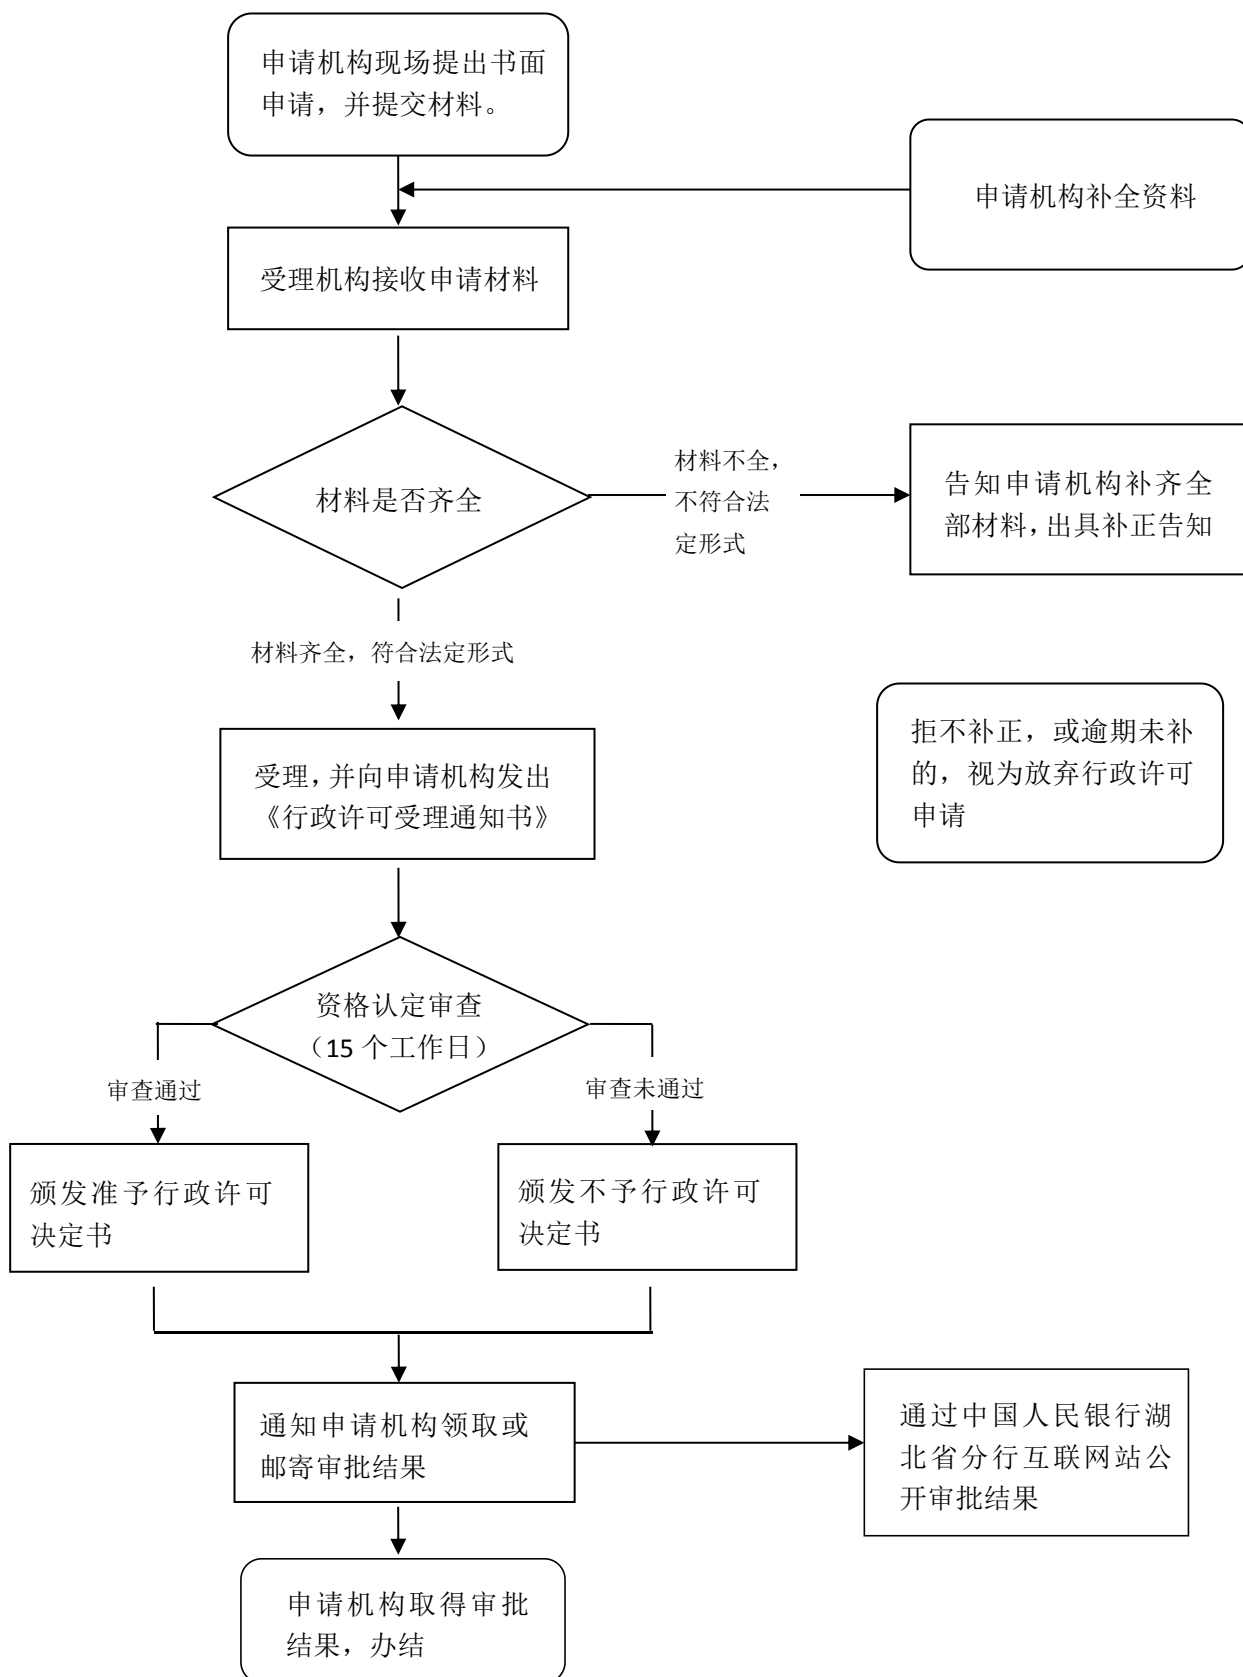 申请机构现场提出书面
申请，并提交材料。
申请机构补全资料
受理机构接收申请材料
材料是否齐全
材料不全，
不符合法
定形式
告知申请机构补齐全
部材料，出具补正告知
材料齐全，符合法定形式
受理，并向申请机构发出
《行政许可受理通知书》
拒不补正，或逾期未补
的，视为放弃行政许可
申请
资格认定审查
（15 个工作日）
审查通过
审查未通过
颁发准予行政许可
决定书
颁发不予行政许可
决定书
通知申请机构领取或
邮寄审批结果
通过中国人民银行湖
北省分行互联网站公
开审批结果
申请机构取得审批
结果，办结